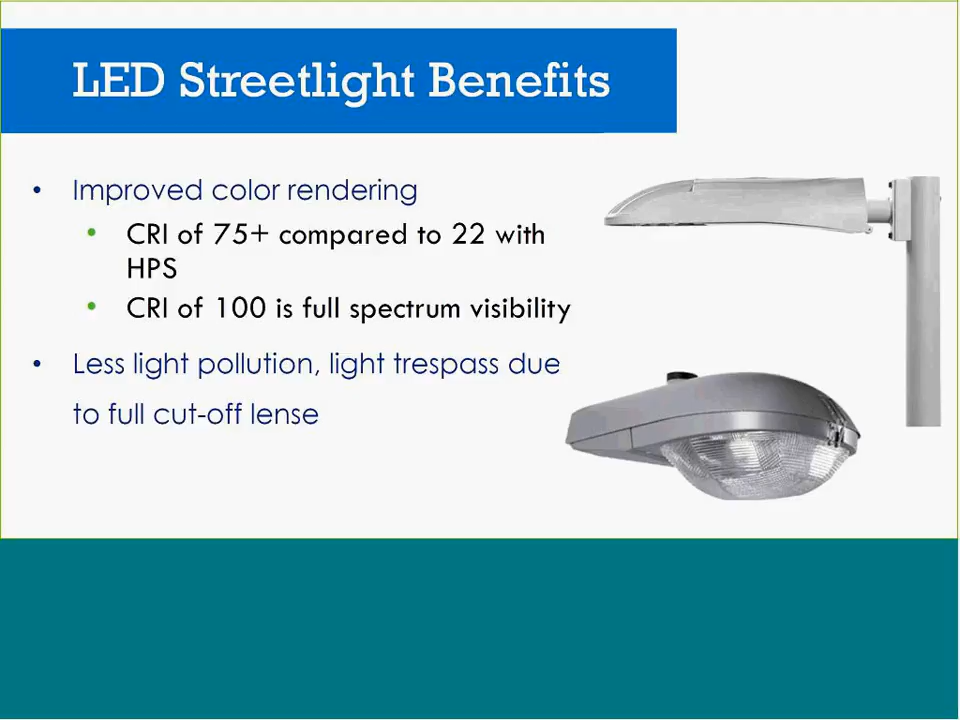 LED Streetlight Benefits
• Improved color rendering
• CRI of 75+ compared to 22 with
HPS
• CRI of 100 is full spectrum visibility
• Less light pollution, light trespass due
to full cut-off lense